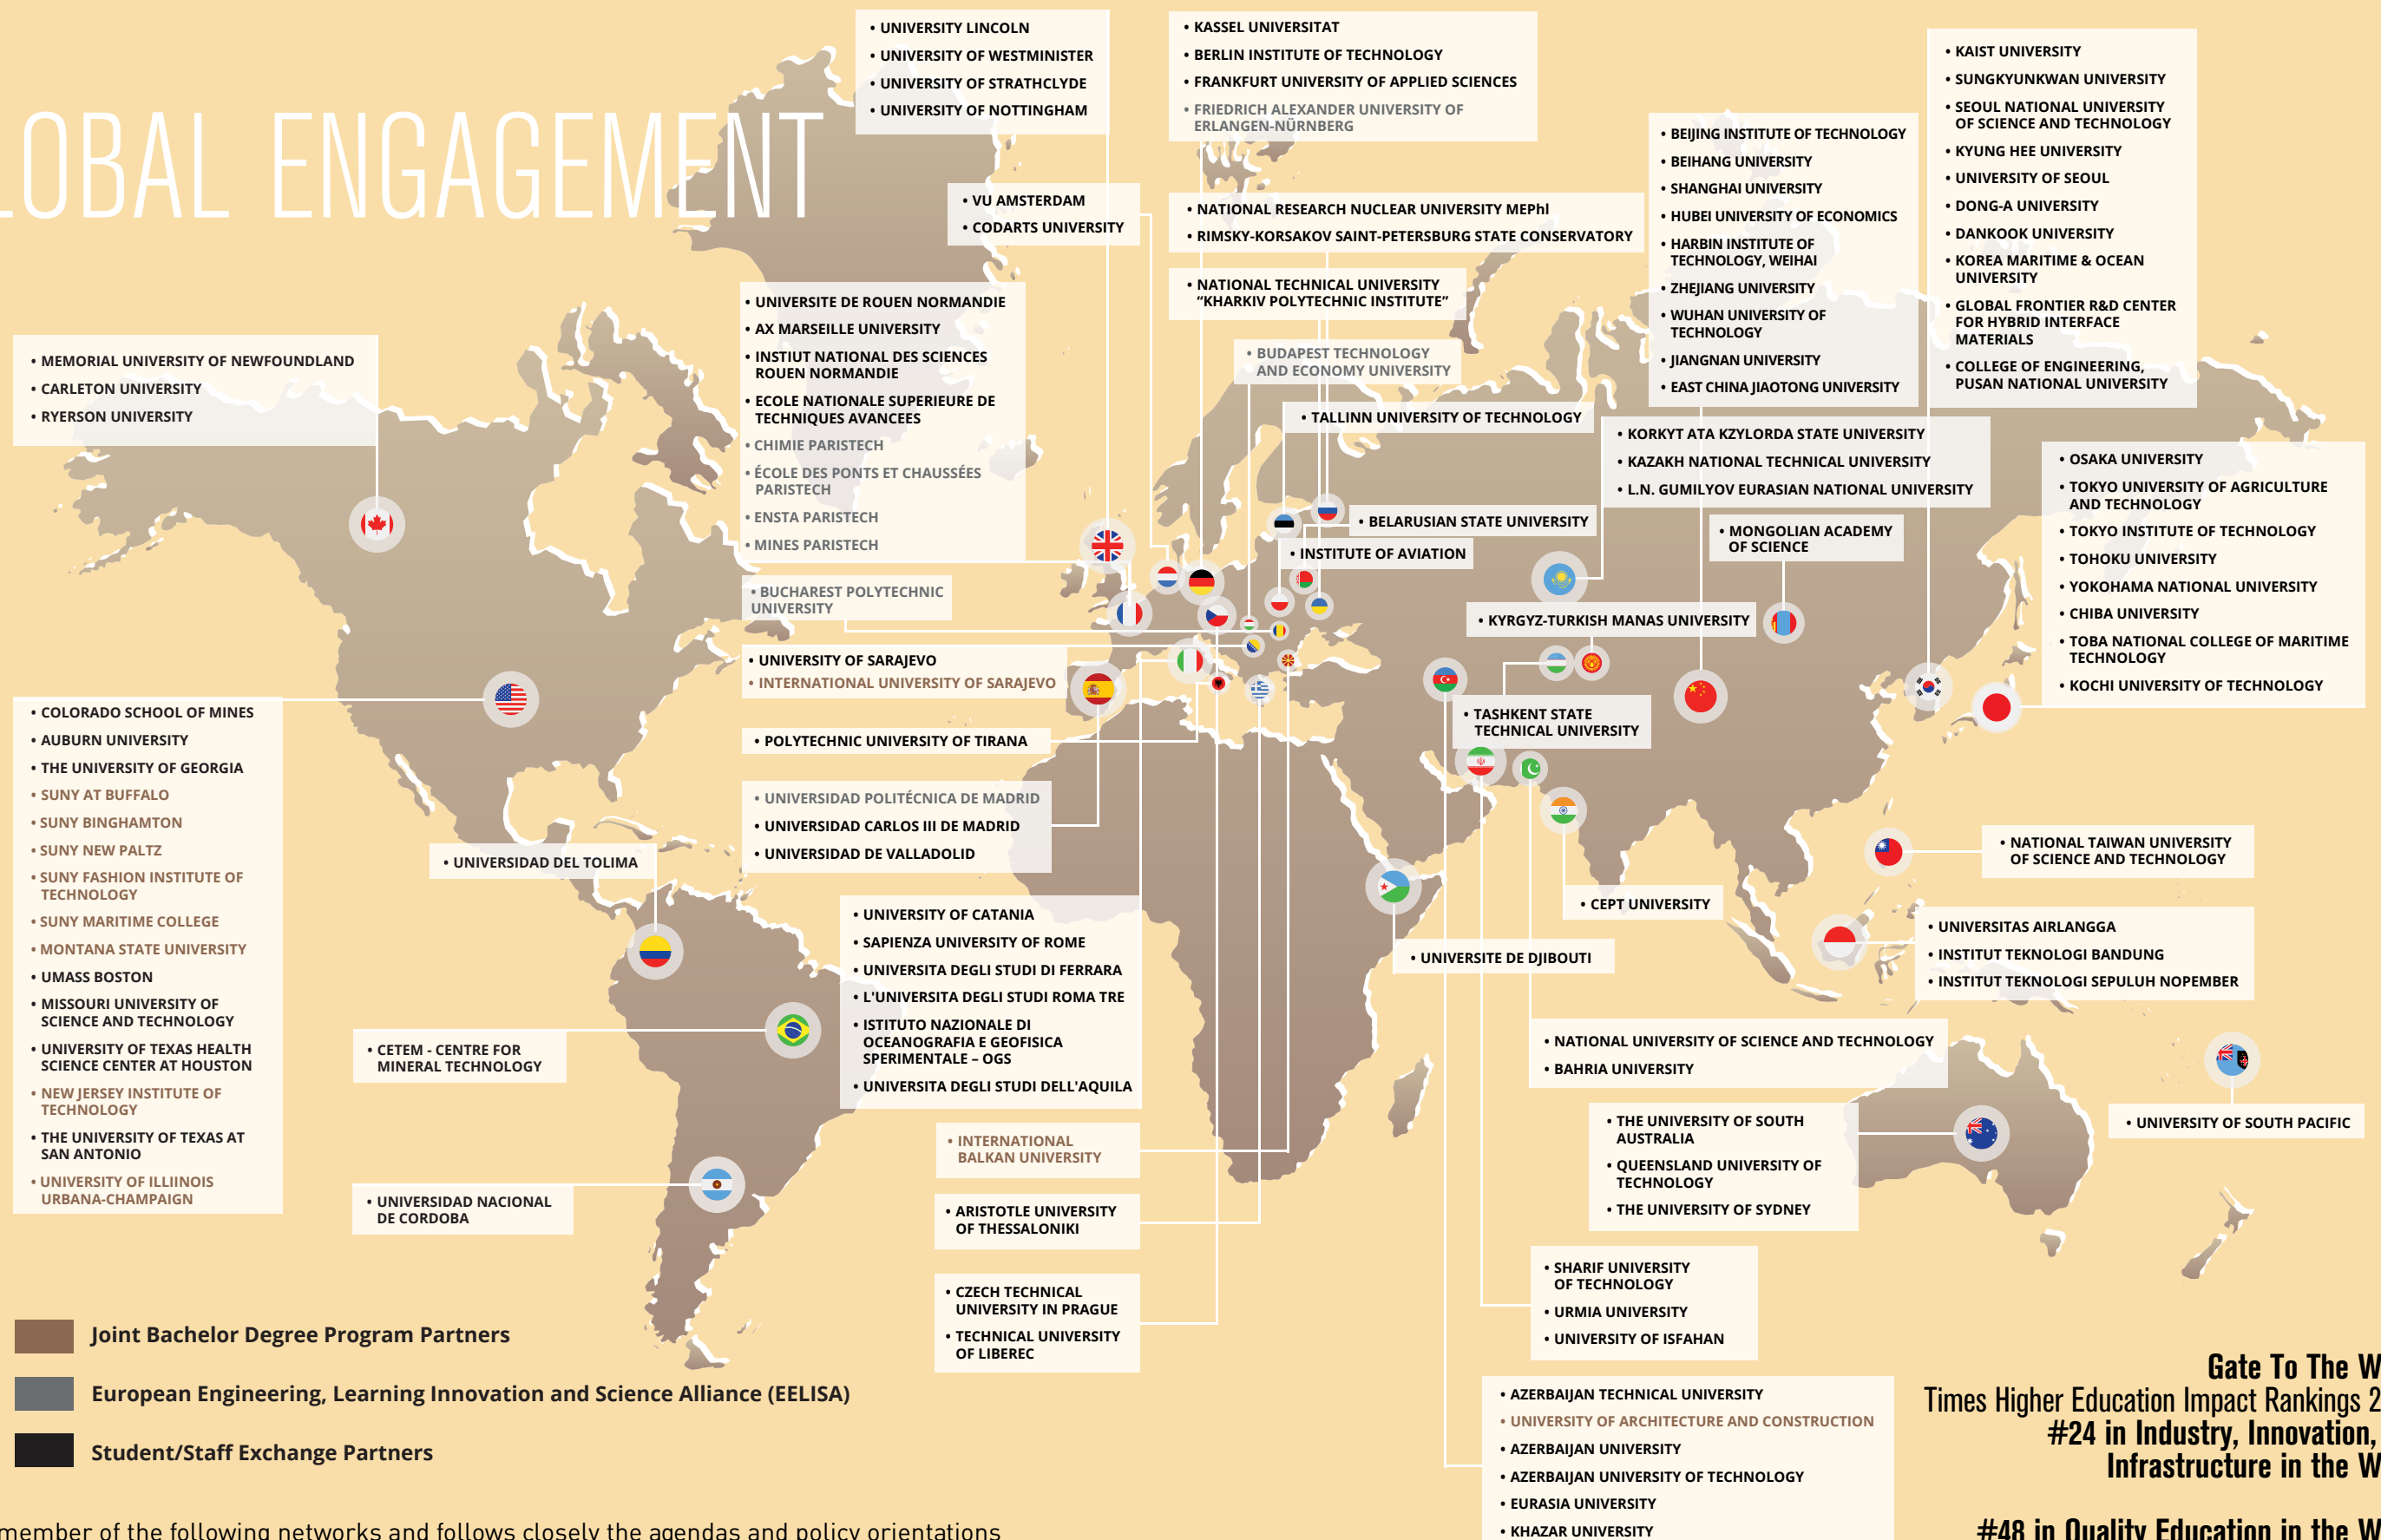 LOBAL ENGAGEMENT
• UNIVERSITY LINCOLN
• UNIVERSITY OF WESTMINISTER
• UNIVERSITY OF STRATHCLYDE
• UNIVERSITY OF NOTTINGHAM
• KASSEL UNIVERSITAT
• BERLIN INSTITUTE OF TECHNOLOGY
• FRANKFURT UNIVERSITY OF APPLIED SCIENCES
• FRIEDRICH ALEXANDER UNIVERSITY OF
ERLANGEN-NÜRNBERG
• KAIST UNIVERSITY
• SUNGKYUNKWAN UNIVERSITY
• SEOUL NATIONAL UNIVERSITY
OF SCIENCE AND TECHNOLOGY
• KYUNG HEE UNIVERSITY
• UNIVERSITY OF SEOUL
• DONG-A UNIVERSITY
• DANKOOK UNIVERSITY
• KOREA MARITIME & OCEAN
UNIVERSITY
• GLOBAL FRONTIER R&D CENTER
FOR HYBRID INTERFACE
MATERIALS
• COLLEGE OF ENGINEERING,
PUSAN NATIONAL UNIVERSITY
• BEIJING INSTITUTE OF TECHNOLOGY
• BEIHANG UNIVERSITY
• SHANGHAI UNIVERSITY
• HUBEI UNIVERSITY OF ECONOMICS
• HARBIN INSTITUTE OF
TECHNOLOGY, WEIHAI
• ZHEJIANG UNIVERSITY
• WUHAN UNIVERSITY OF
TECHNOLOGY
• JIANGNAN UNIVERSITY
• EAST CHINA JIAOTONG UNIVERSITY
• VU AMSTERDAM
• CODARTS UNIVERSITY
• NATIONAL RESEARCH NUCLEAR UNIVERSITY MEPhl
• RIMSKY-KORSAKOV SAINT-PETERSBURG STATE CONSERVATORY
• NATIONAL TECHNICAL UNIVERSITY
“KHARKIV POLYTECHNIC INSTITUTE”
• BUDAPEST TECHNOLOGY
AND ECONOMY UNIVERSITY
• TALLINN UNIVERSITY OF TECHNOLOGY
• UNIVERSITE DE ROUEN NORMANDIE
• AX MARSEILLE UNIVERSITY
• INSTIUT NATIONAL DES SCIENCES
ROUEN NORMANDIE
• ECOLE NATIONALE SUPERIEURE DE
TECHNIQUES AVANCEES
• CHIMIE PARISTECH
• ÉCOLE DES PONTS ET CHAUSSÉES
PARISTECH
• ENSTA PARISTECH
• MINES PARISTECH
• MEMORIAL UNIVERSITY OF NEWFOUNDLAND
• CARLETON UNIVERSITY
• RYERSON UNIVERSITY
• KORKYT ATA KZYLORDA STATE UNIVERSITY
• KAZAKH NATIONAL TECHNICAL UNIVERSITY
• L.N. GUMILYOV EURASIAN NATIONAL UNIVERSITY
• OSAKA UNIVERSITY
• TOKYO UNIVERSITY OF AGRICULTURE
AND TECHNOLOGY
• TOKYO INSTITUTE OF TECHNOLOGY
• TOHOKU UNIVERSITY
• YOKOHAMA NATIONAL UNIVERSITY
• CHIBA UNIVERSITY
• TOBA NATIONAL COLLEGE OF MARITIME
TECHNOLOGY
• KOCHI UNIVERSITY OF TECHNOLOGY
• BELARUSIAN STATE UNIVERSITY
• INSTITUTE OF AVIATION
• MONGOLIAN ACADEMY
OF SCIENCE
• BUCHAREST POLYTECHNIC
UNIVERSITY
• KYRGYZ-TURKISH MANAS UNIVERSITY
• UNIVERSITY OF SARAJEVO
• INTERNATIONAL UNIVERSITY OF SARAJEVO
• TASHKENT STATE
TECHNICAL UNIVERSITY
• POLYTECHNIC UNIVERSITY OF TIRANA
• UNIVERSIDAD POLITÉCNICA DE MADRID
• UNIVERSIDAD CARLOS III DE MADRID
• UNIVERSIDAD DE VALLADOLID
• COLORADO SCHOOL OF MINES
• AUBURN UNIVERSITY
• THE UNIVERSITY OF GEORGIA
• SUNY AT BUFFALO
• SUNY BINGHAMTON
• SUNY NEW PALTZ
• SUNY FASHION INSTITUTE OF
TECHNOLOGY
• SUNY MARITIME COLLEGE
• MONTANA STATE UNIVERSITY
• UMASS BOSTON
• MISSOURI UNIVERSITY OF
SCIENCE AND TECHNOLOGY
• UNIVERSITY OF TEXAS HEALTH
SCIENCE CENTER AT HOUSTON
• NEW JERSEY INSTITUTE OF
TECHNOLOGY
• THE UNIVERSITY OF TEXAS AT
SAN ANTONIO
• UNIVERSITY OF ILLIINOIS
URBANA-CHAMPAIGN
• UNIVERSIDAD DEL TOLIMA
• NATIONAL TAIWAN UNIVERSITY
OF SCIENCE AND TECHNOLOGY
• CEPT UNIVERSITY
• UNIVERSITY OF CATANIA
• SAPIENZA UNIVERSITY OF ROME
• UNIVERSITA DEGLI STUDI DI FERRARA
• L'UNIVERSITA DEGLI STUDI ROMA TRE
• ISTITUTO NAZIONALE DI
OCEANOGRAFIA E GEOFISICA
SPERIMENTALE – OGS
• UNIVERSITA DEGLI STUDI DELL'AQUILA
• UNIVERSITE DE DJIBOUTI
• UNIVERSITAS AIRLANGGA
• INSTITUT TEKNOLOGI BANDUNG
• INSTITUT TEKNOLOGI SEPULUH NOPEMBER
• CETEM - CENTRE FOR
MINERAL TECHNOLOGY
• NATIONAL UNIVERSITY OF SCIENCE AND TECHNOLOGY
• BAHRIA UNIVERSITY
• THE UNIVERSITY OF SOUTH
AUSTRALIA
• QUEENSLAND UNIVERSITY OF
TECHNOLOGY
• THE UNIVERSITY OF SYDNEY
• UNIVERSITY OF SOUTH PACIFIC
• INTERNATIONAL
BALKAN UNIVERSITY
• UNIVERSIDAD NACIONAL
DE CORDOBA
• ARISTOTLE UNIVERSITY
OF THESSALONIKI
• CZECH TECHNICAL
UNIVERSITY IN PRAGUE
• TECHNICAL UNIVERSITY
OF LIBEREC
• SHARIF UNIVERSITY
OF TECHNOLOGY
• URMIA UNIVERSITY
• UNIVERSITY OF ISFAHAN
• AZERBAIJAN TECHNICAL UNIVERSITY
• UNIVERSITY OF ARCHITECTURE AND CONSTRUCTION
• AZERBAIJAN UNIVERSITY
• AZERBAIJAN UNIVERSITY OF TECHNOLOGY
• EURASIA UNIVERSITY
• KHAZAR UNIVERSITY
Joint Bachelor Degree Program Partners
European Engineering, Learning Innovation and Science Alliance (EELISA)
Student/Staff Exchange Partners
Gate To The W
Times Higher Education Impact Rankings 2
#24 in Industry, Innovation,
Infrastructure in the W
#48 in Quality Education in the W
member of the following networks and follows closely the agendas and policy orientations